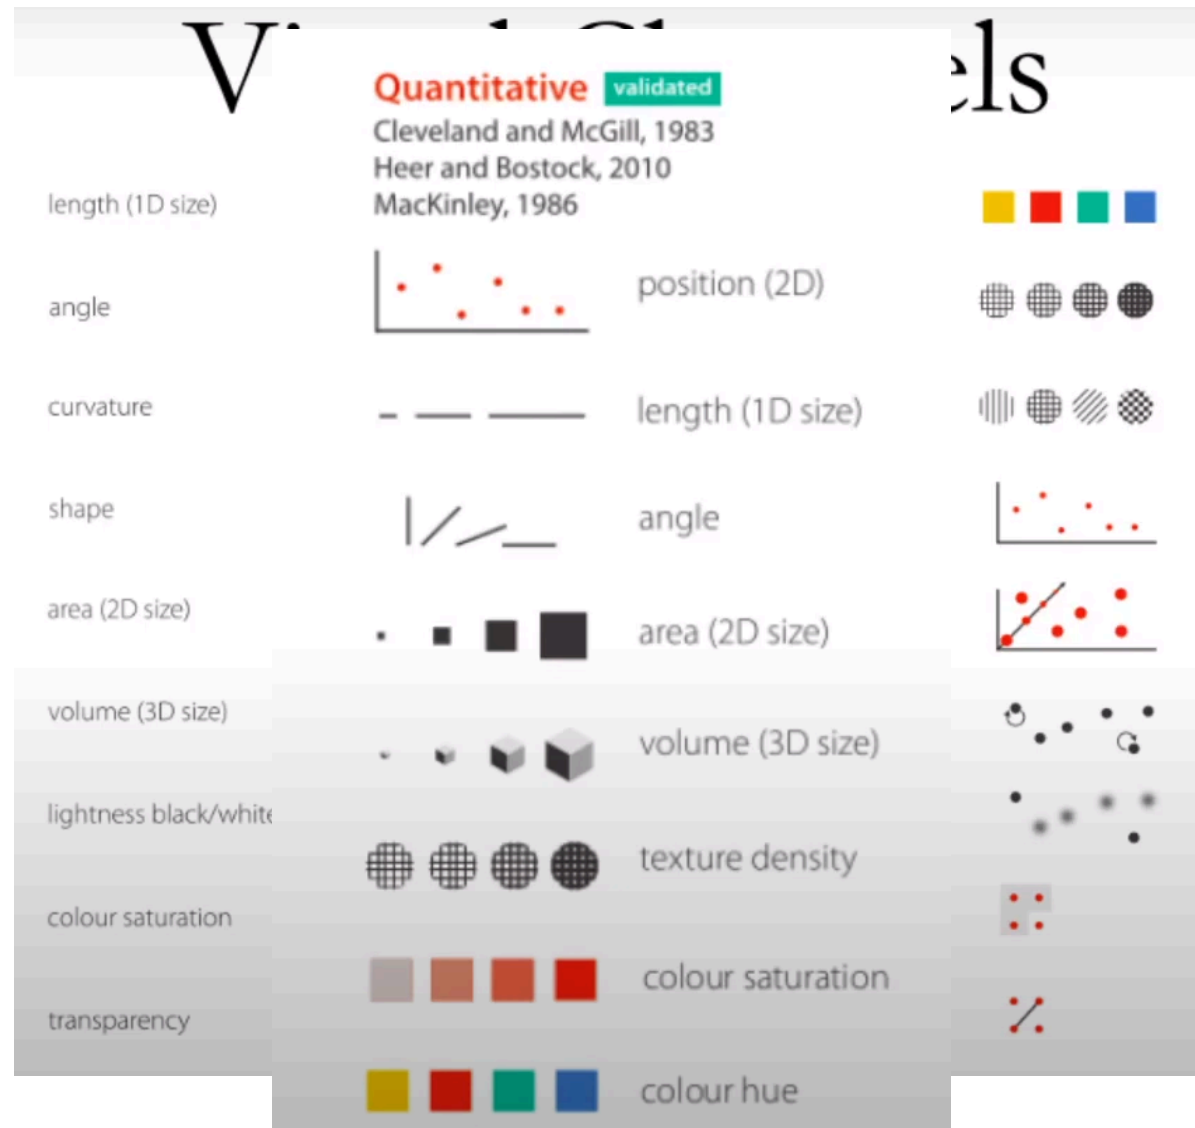 Quantitative validated
Cleveland and McGill, 1983
Heer and Bostock, 2010
MacKinley, 1986
position (2D)
length (1D size)
angle
area (2D size)
volume (3D size)
texture density
colour saturation
colour hue
length (1D size)
angle
curvature
shape
area (2D size)
volume (3D size)
lightness black/white
colour saturation
transparency